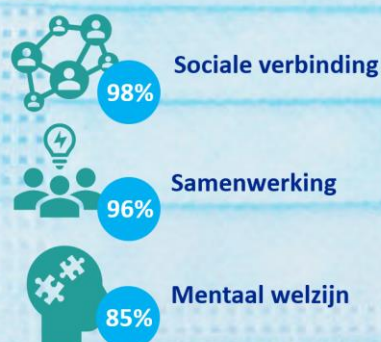 Sociale verbinding
98%
Samenwerking
96%
Mentaal welzijn
85%